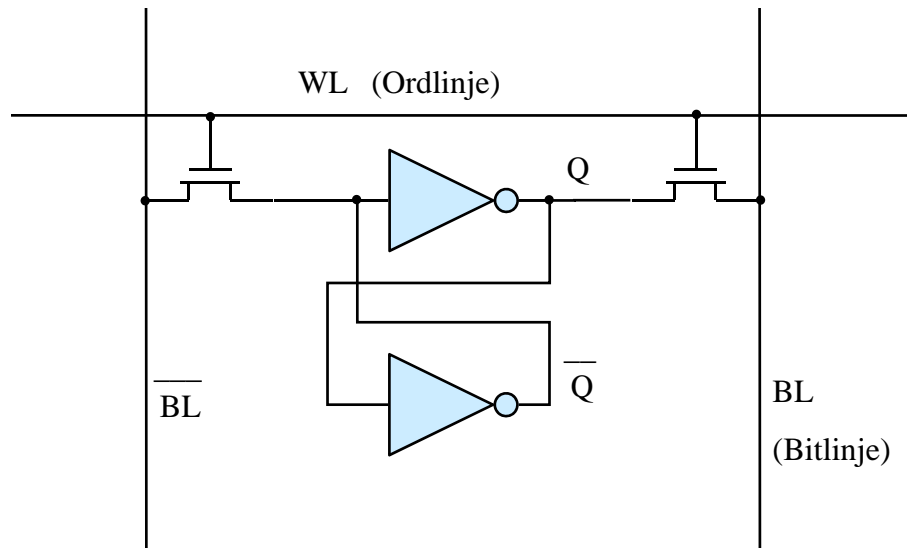 WL (Ordlinje)
Q
B̅L̅
Q̅
BL
(Bitlinje)